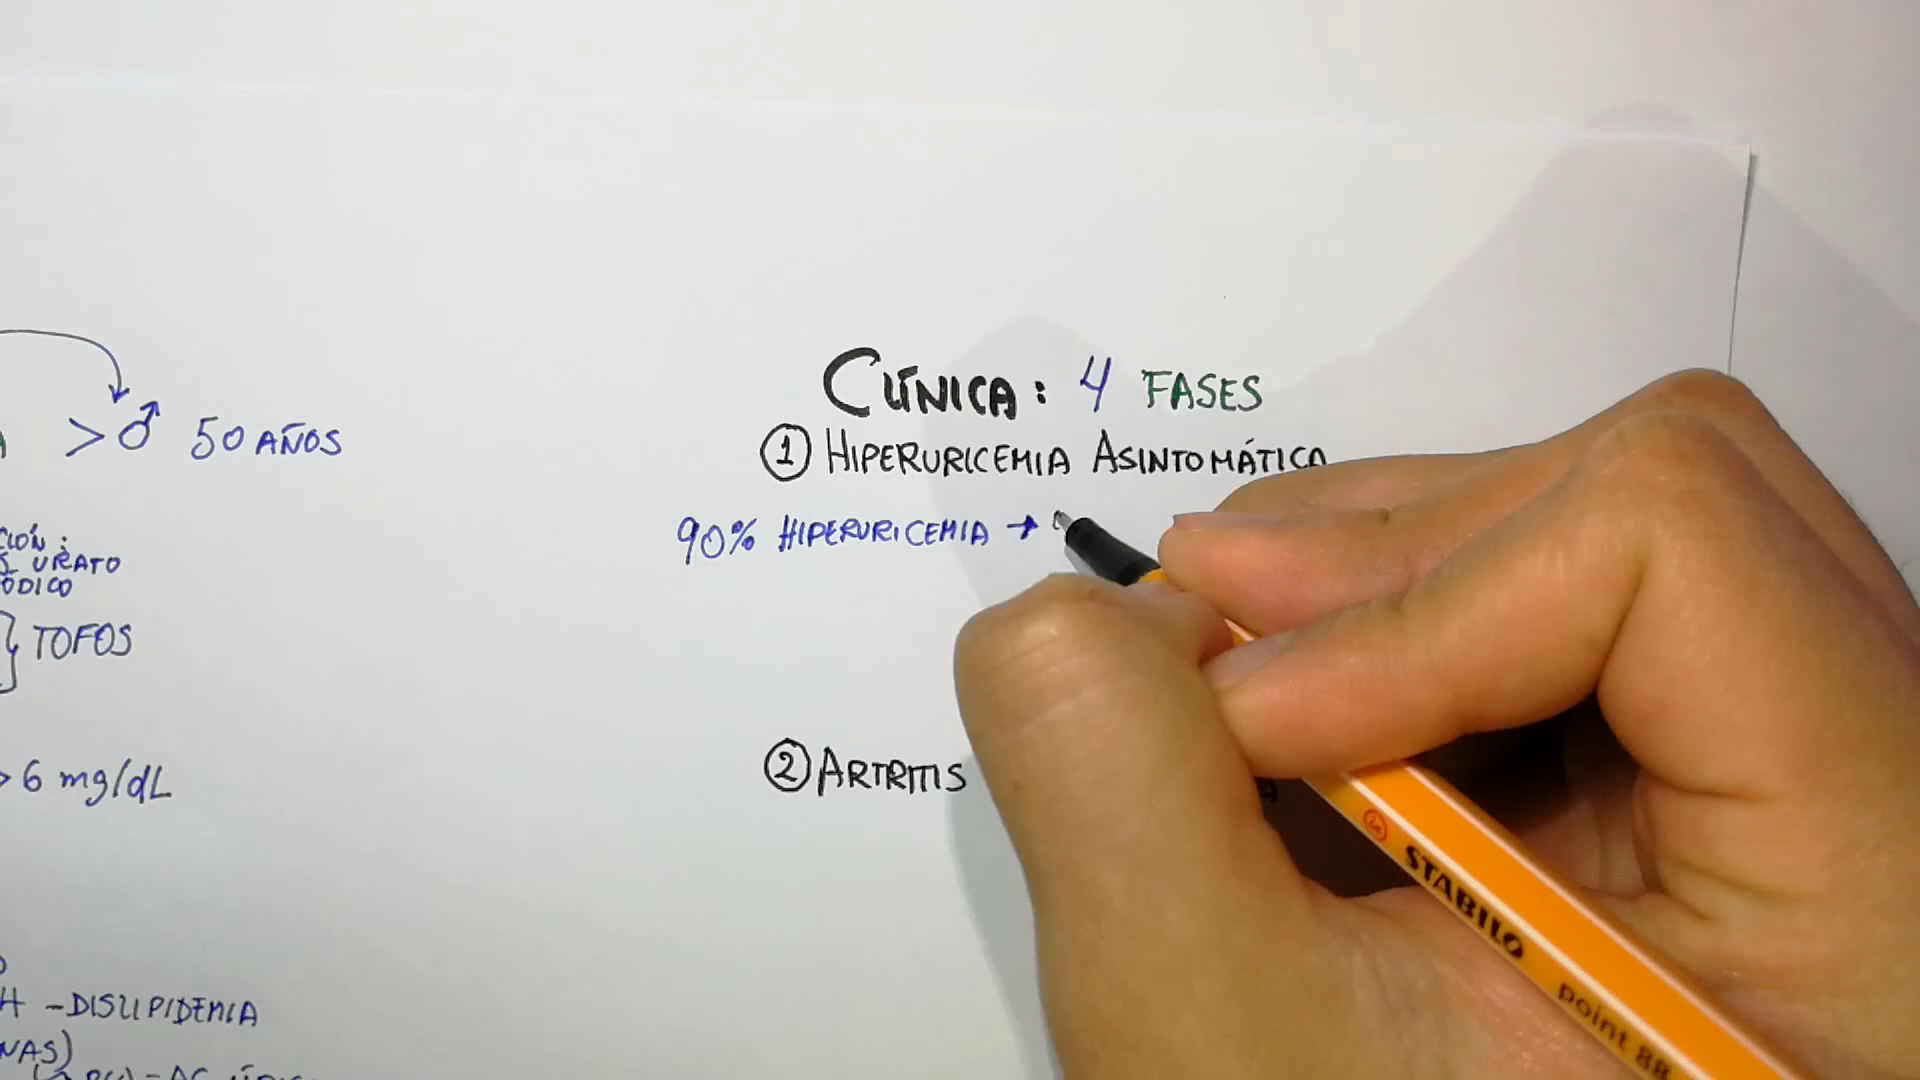 > ♂ 50 AÑOS
CIÓN:
URATO
ÓDICO
} TOFOS
> 6 mg/dL
H - DISLIPIDEMIA
NAS)
CLÍNICA: 4 FASES
① HIPERURICEMIA ASINTOMÁTICA
90% HIPERURICEMIA →
② ARTRITIS
STABILO
point 88